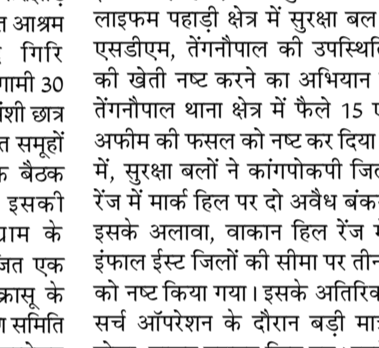 आश्रम
गिरि
गामी 30
वंशी छात्र
समूहों
बैठक
इसकी
ग्राम के
एक
क्रासू के
समिति
लाइफम पहाड़ी क्षेत्र में सुरक्षा बल
एसडीएम, तेंगनौपाल की उपस्थिति
की खेती नष्ट करने का अभियान
तेंगनौपाल थाना क्षेत्र में फैले 15
अफीम की फसल को नष्ट कर दिया
में, सुरक्षा बलों ने कांगपोकपी
रेंज में मार्क हिल पर दो अवैध बंक
इसके अलावा, वाकान हिल रेंज
इंफाल ईस्ट जिलों की सीमा पर तीन
को नष्ट किया गया। इसके
सर्च ऑपरेशन के दौरान बड़ी